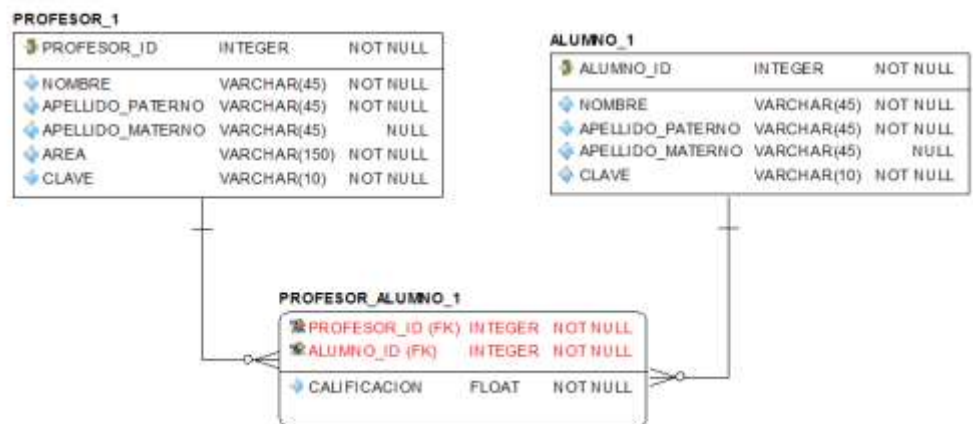 PROFESOR_1
PROFESOR_ID INTEGER NOT NULL
NOMBRE VARCHAR(45) NOT NULL
APELLIDO_PATERNO VARCHAR(45) NOT NULL
APELLIDO_MATERNO VARCHAR(45) NULL
AREA VARCHAR(150) NOT NULL
CLAVE VARCHAR(10) NOT NULL
ALUMNO_1
ALUMNO_ID INTEGER NOT NULL
NOMBRE VARCHAR(45) NOT NULL
APELLIDO_PATERNO VARCHAR(45) NOT NULL
APELLIDO_MATERNO VARCHAR(45) NULL
CLAVE VARCHAR(10) NOT NULL
PROFESOR_ALUMNO_1
PROFESOR_ID (FK) INTEGER NOT NULL
ALUMNO_ID (FK) INTEGER NOT NULL
CALIFICACION FLOAT NOT NULL